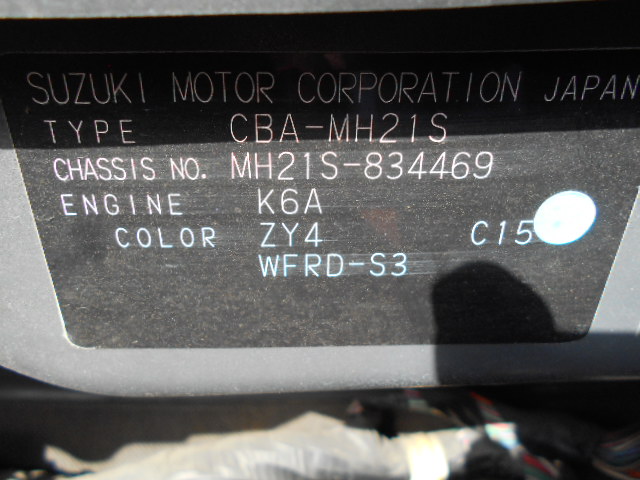 SUZUKI MOTOR CORPORATION JAPAN
TYPE CBA-MH21S
CHASSIS NO. MH21S-834469
ENGINE K6A
COLOR ZY4 C15
WFRD-S3